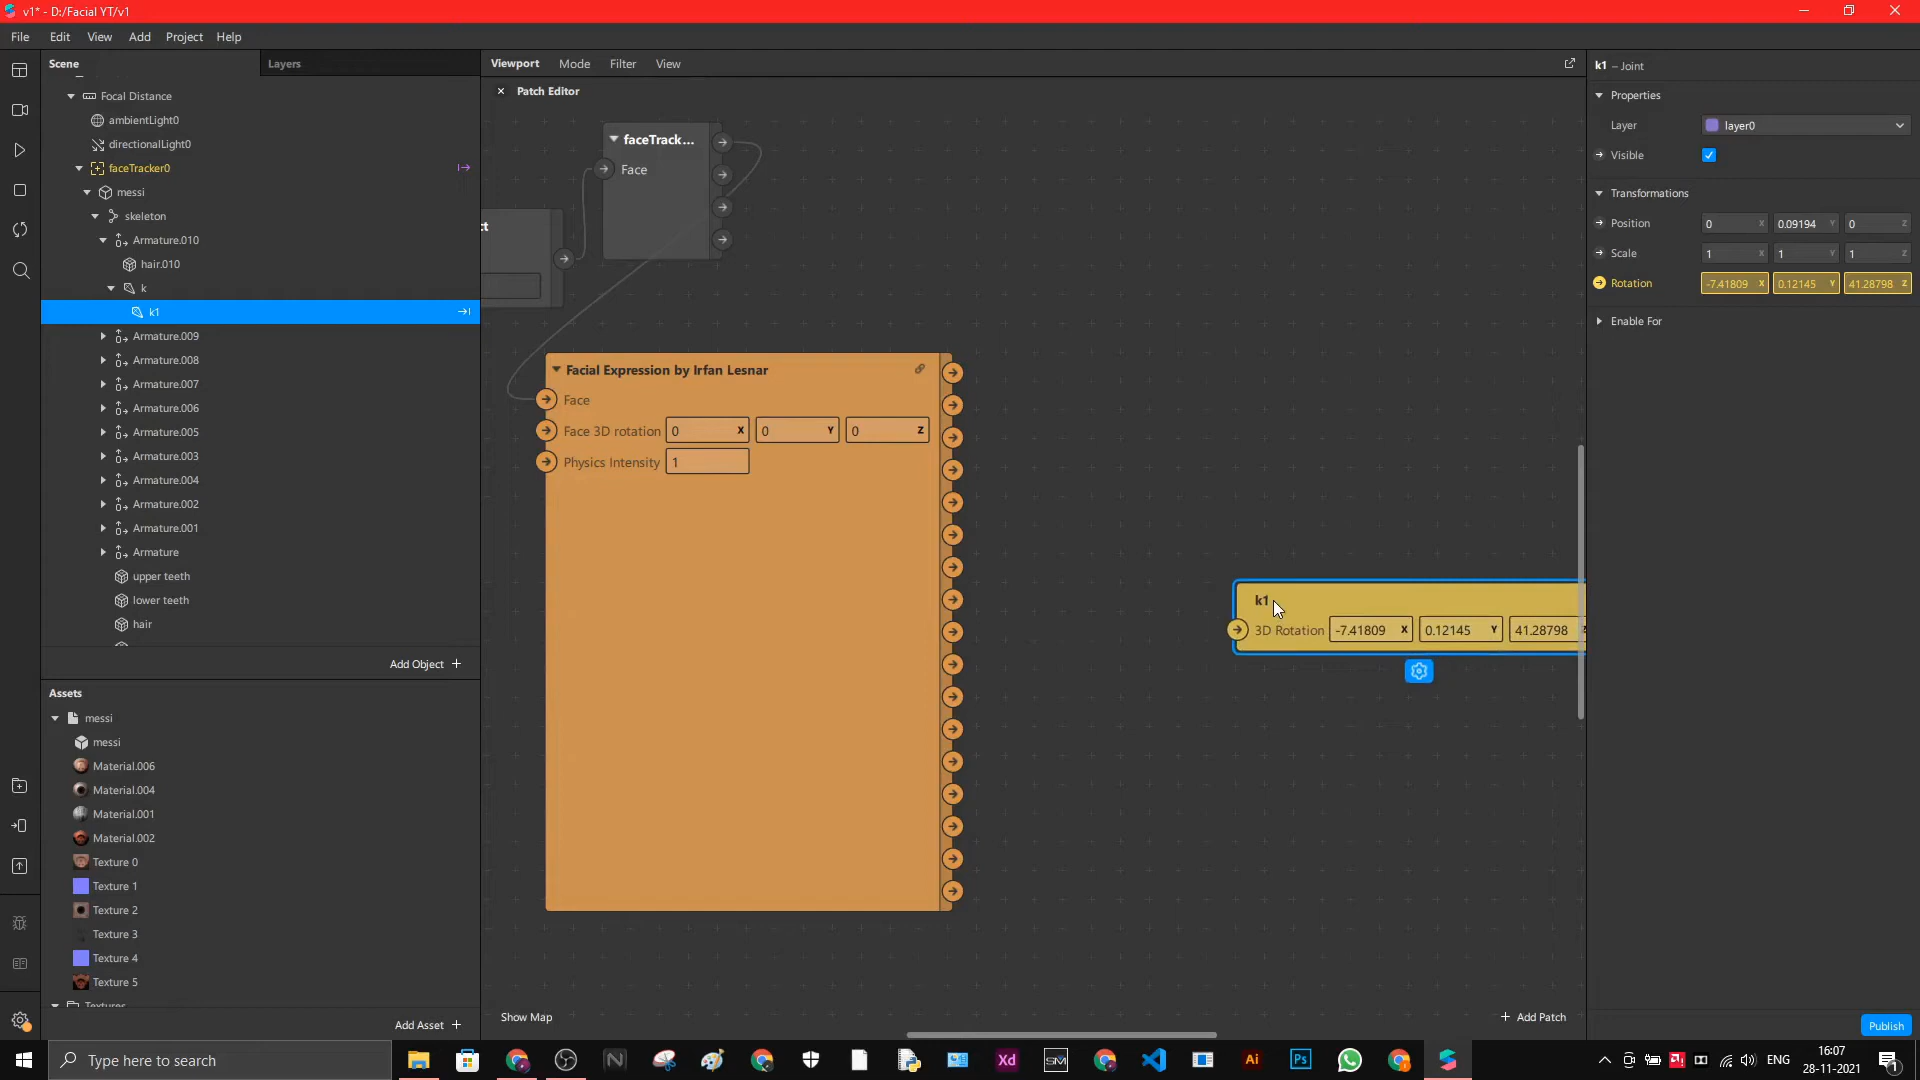 v1* - D:/Facial YT/v1
File Edit View Add Project Help
Scene
Layers
Focal Distance
ambientLight0
directionalLight0
faceTracker0
messi
skeleton
Armature.010
hair.010
k
k1
Armature.009
Armature.008
Armature.007
Armature.006
Armature.005
Armature.003
Armature.004
Armature.002
Armature.001
Armature
upper teeth
lower teeth
hair
Add Object +
Assets
messi
messi
Material.006
Material.004
Material.001
Material.002
Texture 0
Texture 1
Texture 2
Texture 3
Texture 4
Texture 5
Textures
Add Asset +
Viewport Mode Filter View
Patch Editor
faceTrack...
Face
ct
Facial Expression by Irfan Lesnar
Face
Face 3D rotation 0 X 0 Y 0 Z
Physics Intensity 1
k1
3D Rotation -7.41809 X 0.12145 Y 41.28798
Show Map
+ Add Patch
k1 – Joint
Properties
Layer layer0
Visible
Transformations
Position 0 X 0.09194 Y 0 Z
Scale 1 X 1 Y 1 Z
Rotation -7.41809 X 0.12145 Y 41.28798 Z
Enable For
Publish
Type here to search
N
Xd
SM
Ai
Ps
ENG
16:07
28-11-2021
1